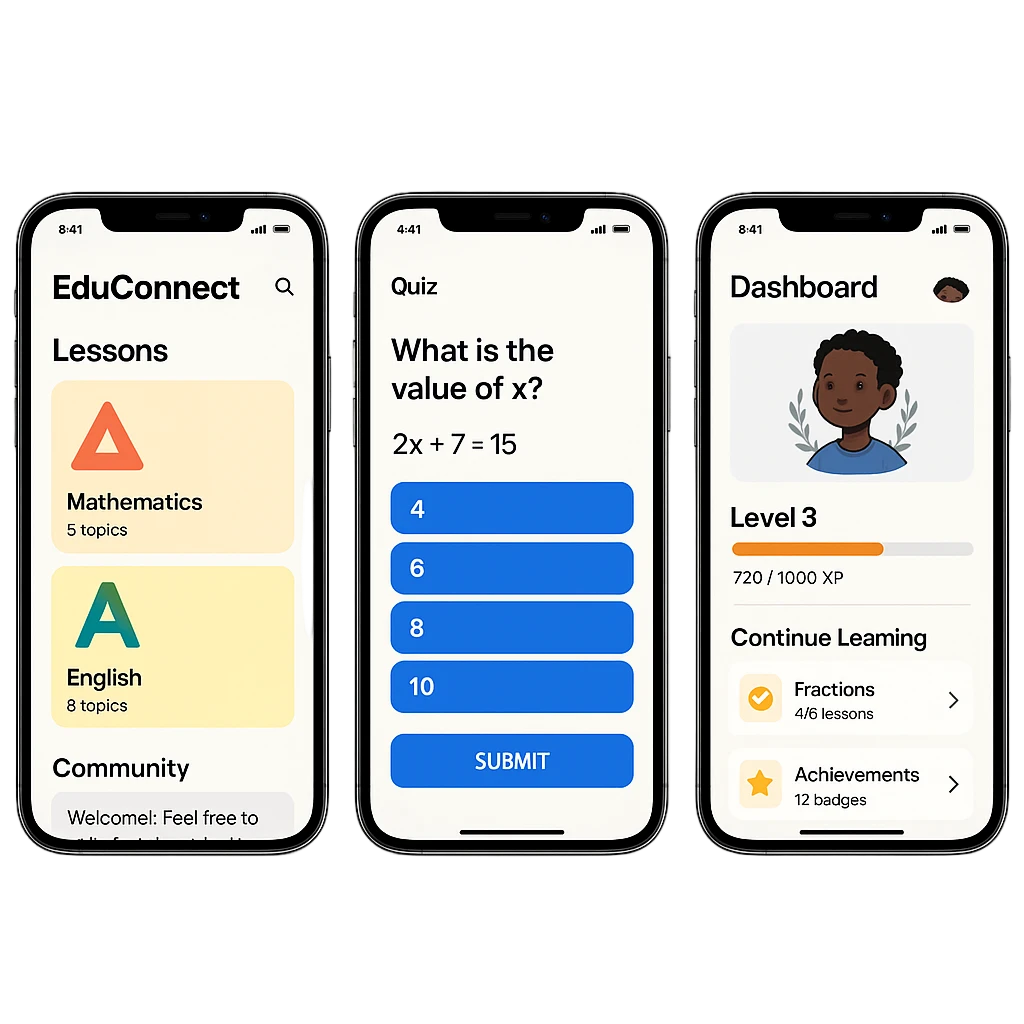 8:41
EduConnect
Lessons
Mathematics
5 topics
English
8 topics
Community
Welcomel: Feel free to
4:41
Quiz
What is the
value of x?
2x + 7 = 15
4
6
8
10
SUBMIT
8:41
Dashboard
Level 3
720 / 1000 XP
Continue Leaming
Fractions
4/6 lessons
Achievements
12 badges